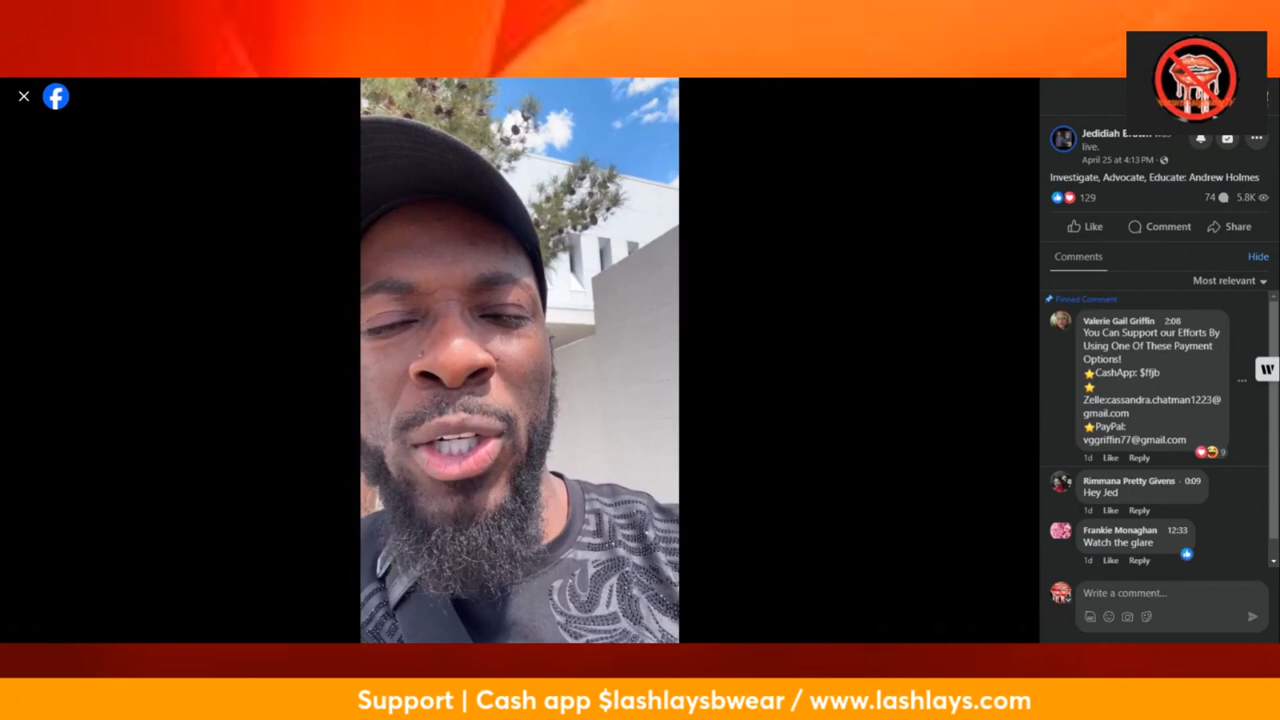 Jedidiah
live.
April 25 at 4:13 PM
Investigate, Advocate, Educate: Andrew Holmes
129
74
5.8K
Like
Comment
Share
Comments
Hide
Most relevant
Pinned Comment
Valerie Gail Griffin 2:08
You Can Support our Efforts By
Using One Of These Payment
Options!
⭐CashApp: $ffjb
⭐
Zelle:cassandra.chatman1223@
gmail.com
⭐PayPal:
vggriffin77@gmail.com
9
1d Like Reply
Rimmana Pretty Givens · 0:09
Hey Jed
1d Like Reply
Frankie Monaghan 12:33
Watch the glare
1d Like Reply
Write a comment...
W
Support | Cash app $lashlaysbwear / www.lashlays.com